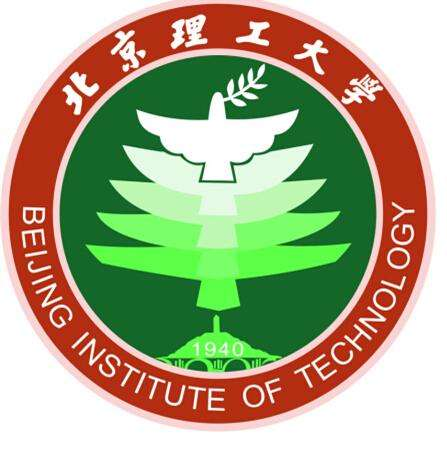 北京理工大学
1940
BEIJING INSTITUTE OF TECHNOLOGY